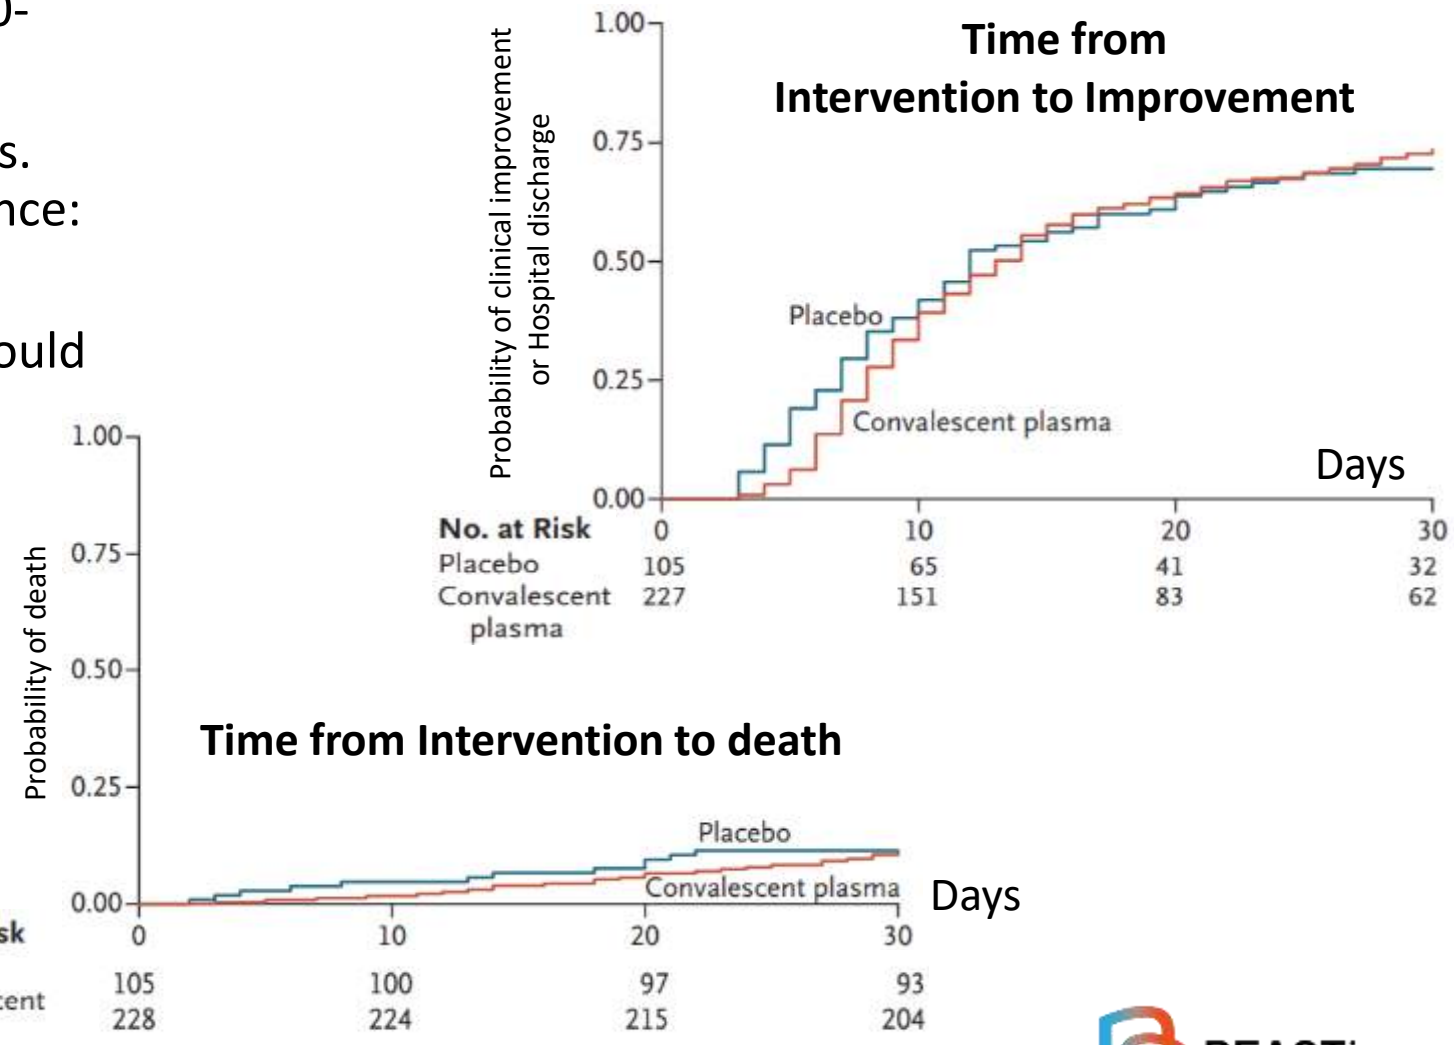 s.
nce:
ould
Time from
Intervention to Improvement
Probability of clinical improvement
or Hospital discharge
1.00
0.75
0.50
0.25
0.00
Placebo
Convalescent plasma
Days
0 10 20 30
No. at Risk
Placebo 105 65 41 32
Convalescent 227 151 83 62
plasma
Probability of death
1.00
0.75
0.50
0.25
0.00
Time from Intervention to death
Placebo
Convalescent plasma
Days
0 10 20 30
sk
105 100 97 93
cent
228 224 215 204